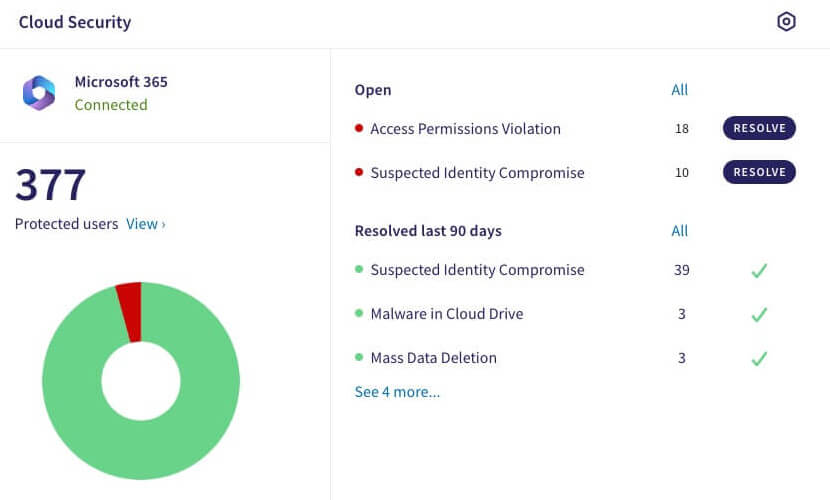 Cloud Security
Microsoft 365
Connected
377
Protected users View ›
Open All
Access Permissions Violation 18 RESOLVE
Suspected Identity Compromise 10 RESOLVE
Resolved last 90 days All
Suspected Identity Compromise 39
Malware in Cloud Drive 3
Mass Data Deletion 3
See 4 more...